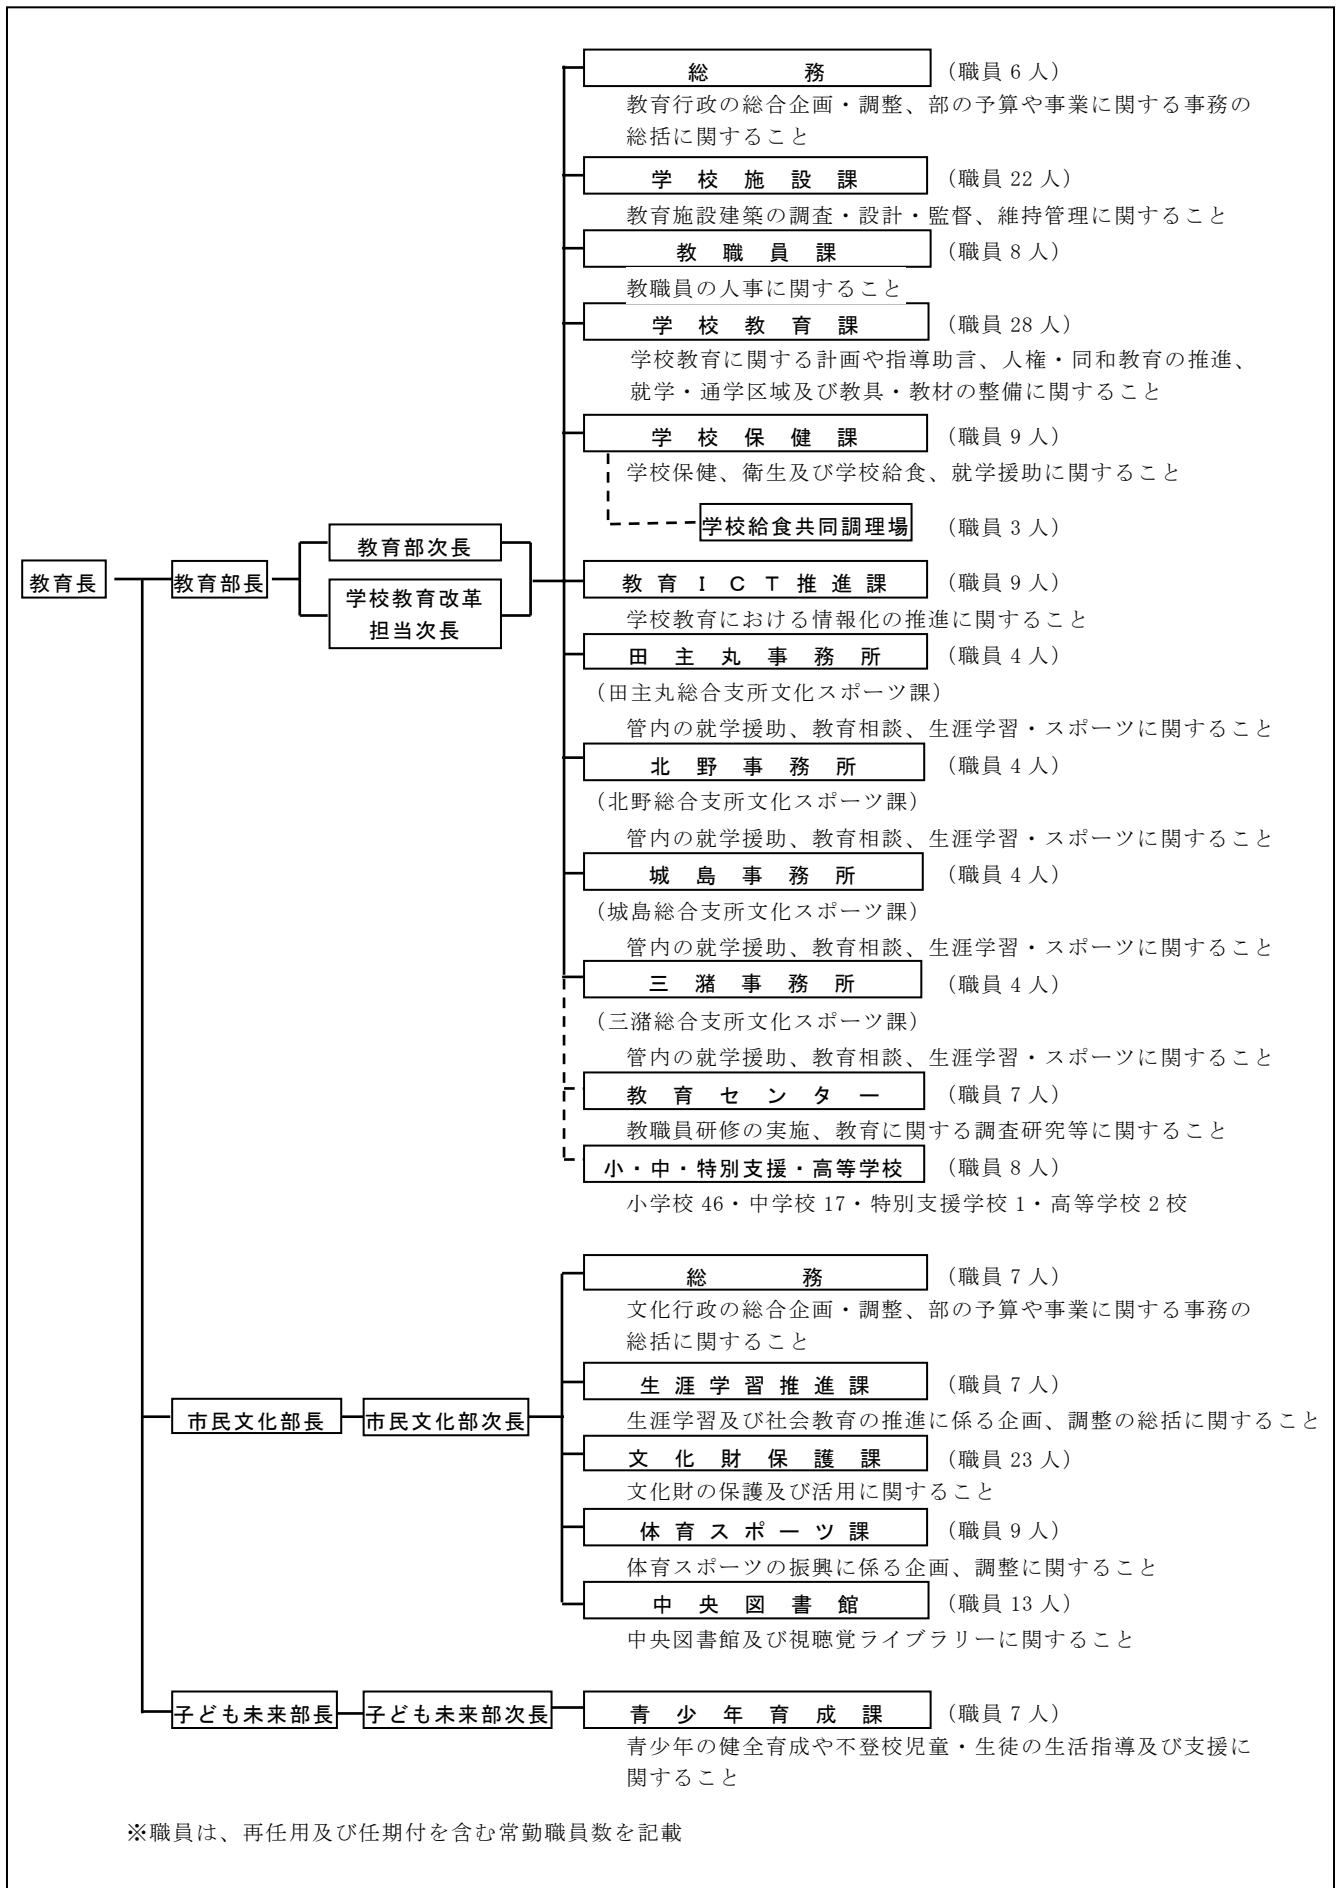 総務 (職員 6 人)
教育行政の総合企画・調整、部の予算や事業に関する事務の
総括に関すること
学校施設課 (職員 22 人)
教育施設建築の調査・設計・監督、維持管理に関すること
教職員課 (職員 8 人)
教職員の人事に関すること
学校教育課 (職員 28 人)
学校教育に関する計画や指導助言、人権・同和教育の推進、
就学・通学区域及び教具・教材の整備に関すること
学校保健課 (職員 9 人)
学校保健、衛生及び学校給食、就学援助に関すること
学校給食共同調理場 (職員 3 人)
教育長
教育部長
教育部次長
学校教育改革
担当次長
教育ICT推進課 (職員 9 人)
学校教育における情報化の推進に関すること
田主丸事務所 (職員 4 人)
(田主丸総合支所文化スポーツ課)
管内の就学援助、教育相談、生涯学習・スポーツに関すること
北野事務所 (職員 4 人)
(北野総合支所文化スポーツ課)
管内の就学援助、教育相談、生涯学習・スポーツに関すること
城島事務所 (職員 4 人)
(城島総合支所文化スポーツ課)
管内の就学援助、教育相談、生涯学習・スポーツに関すること
三潴事務所 (職員 4 人)
(三潴総合支所文化スポーツ課)
管内の就学援助、教育相談、生涯学習・スポーツに関すること
教育センター (職員 7 人)
教職員研修の実施、教育に関する調査研究等に関すること
小・中・特別支援・高等学校 (職員 8 人)
小学校 46・中学校 17・特別支援学校 1・高等学校 2 校
総務 (職員 7 人)
文化行政の総合企画・調整、部の予算や事業に関する事務の
総括に関すること
生涯学習推進課 (職員 7 人)
市民文化部長
市民文化部次長
生涯学習及び社会教育の推進に係る企画、調整の総括に関すること
文化財保護課 (職員 23 人)
文化財の保護及び活用に関すること
体育スポーツ課 (職員 9 人)
体育スポーツの振興に係る企画、調整に関すること
中央図書館 (職員 13 人)
中央図書館及び視聴覚ライブラリーに関すること
子ども未来部長
子ども未来部次長
青少年育成課 (職員 7 人)
青少年の健全育成や不登校児童・生徒の生活指導及び支援に
関すること
※職員は、再任用及び任期付を含む常勤職員数を記載